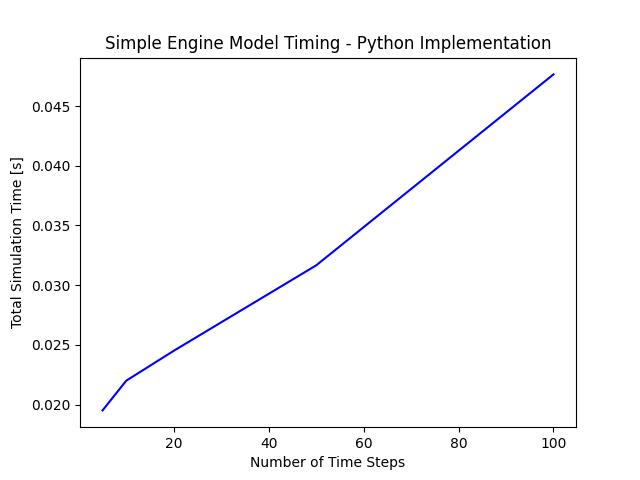 Simple Engine Model Timing - Python Implementation
Total Simulation Time [s]
0.045
0.040
0.035
0.030
0.025
0.020
20 40 60 80 100
Number of Time Steps